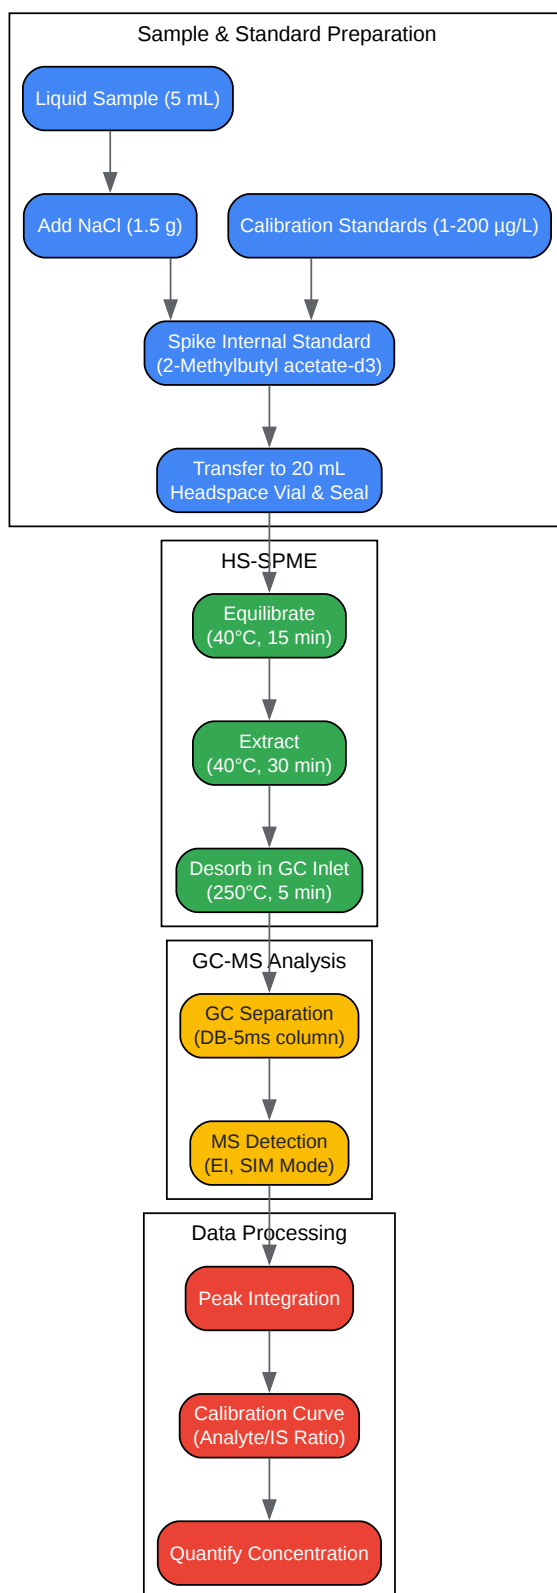 Sample & Standard Preparation
Liquid Sample (5 mL)
Add NaCl (1.5 g)
Calibration Standards (1-200 µg/L)
Spike Internal Standard
(2-Methylbutyl acetate-d3)
Transfer to 20 mL
Headspace Vial & Seal
HS-SPME
Equilibrate
(40°C, 15 min)
Extract
(40°C, 30 min)
Desorb in GC Inlet
(250°C, 5 min)
GC-MS Analysis
GC Separation
(DB-5ms column)
MS Detection
(EI, SIM Mode)
Data Processing
Peak Integration
Calibration Curve
(Analyte/IS Ratio)
Quantify Concentration